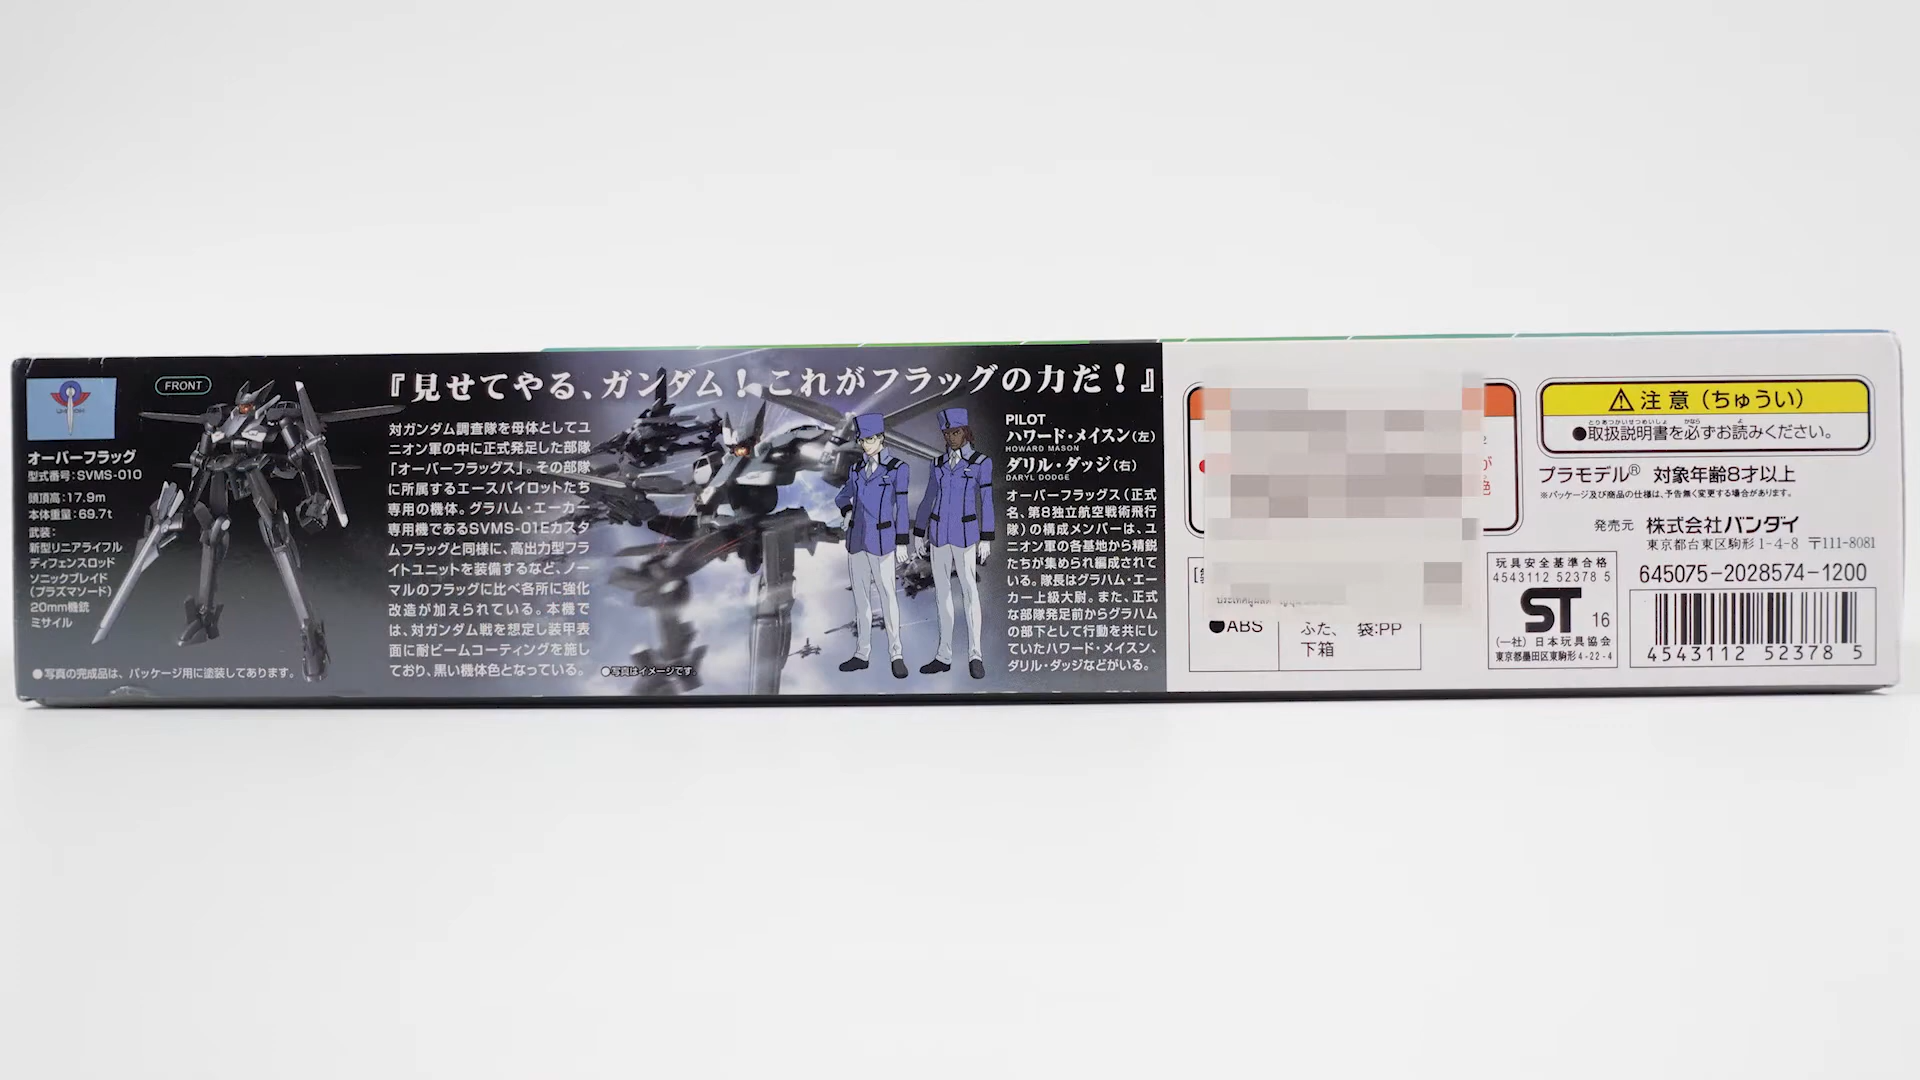 UNION
FRONT
オーバーフラッグ
型式番号:SVMS-010
頭頂高:17.9m
本体重量:69.7t
武装:
新型リニアライフル
ディフェンスロッド
ソニックブレイド
(プラズマソード)
20mm機銃
ミサイル
●写真の完成品は、パッケージ用に塗装してあります。
『見せてやる、ガンダム！これがフラッグの力だ！』
対ガンダム調査隊を母体としてユ
ニオン軍の中に正式発足した部隊
「オーバーフラッグス」。その部隊
に所属するエースパイロットたち
専用の機体。グラハム・エーカー
専用機であるSVMS-01Eカスタ
ムフラッグと同様に、高出力型フラ
イトユニットを装備するなど、ノー
マルのフラッグに比べ各所に強化
改造が加えられている。本機で
は、対ガンダム戦を想定し装甲表
面に耐ビームコーティングを施し
ており、黒い機体色となっている。
●写真はイメージです。
PILOT
ハワード・メイスン(左)
HOWARD MASON
ダリル・ダッジ(右)
DARYL DODGE
オーバーフラッグス(正式
名、第8独立航空戦術飛行
隊)の構成メンバーは、ユ
ニオン軍の各基地から精鋭
たちが集められ編成されて
いる。隊長はグラハム・エー
カー上級大尉。また、正式
な部隊発足前からグラハム
の部下として行動を共にし
ていたハワード・メイスン、
ダリル・ダッジなどがいる。
●ABS
ふた、
下箱
袋:PP
注意(ちゅうい)
とりあつかいせつめいしょ かなら よ
●取扱説明書を必ずお読みください。
プラモデル® 対象年齢8才以上
※パッケージ及び商品の仕様は、予告無く変更する場合があります。
発売元 株式会社バンダイ
東京都台東区駒形1-4-8 〒111-8081
玩具安全基準合格
4543112 52378 5
ST 16
(一社) 日本玩具協会
東京都墨田区東駒形4-22-4
645075-2028574-1200
4543112 523785